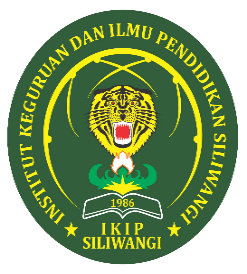 INSTITUT KEGURUAN DAN ILMU PENDIDIKAN SILIWANGI
1986
IKIP
SILIWANGI